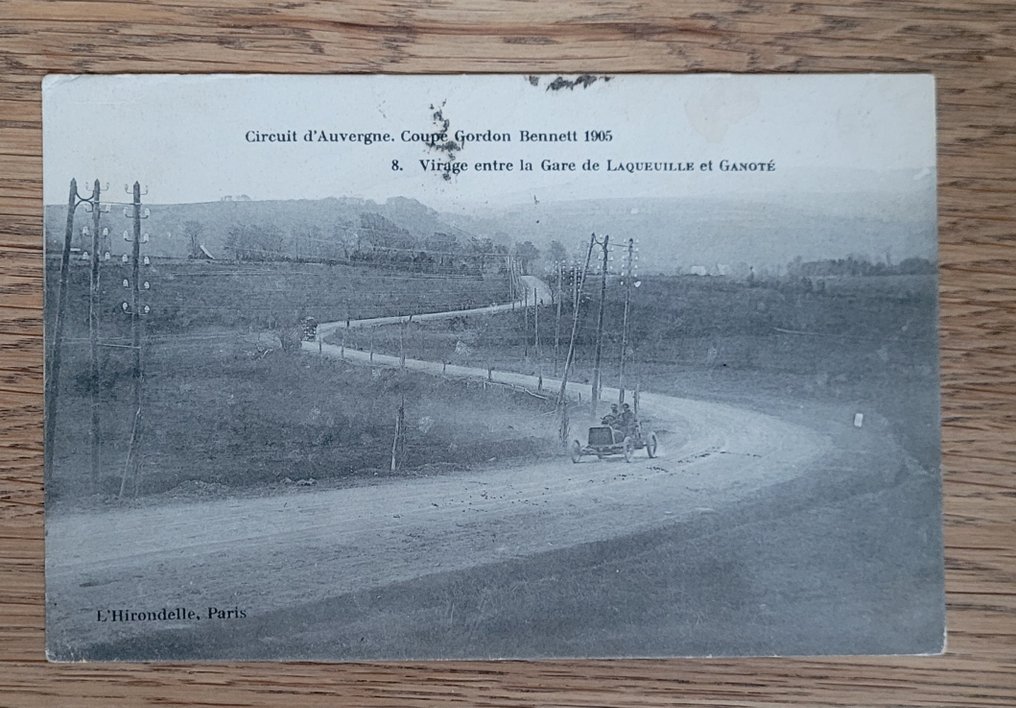 Circuit d'Auvergne. Coupe Gordon Bennett 1905
8. Virage entre la Gare de LAQUEUILLE et GANOTÉ
L'Hirondelle, Paris